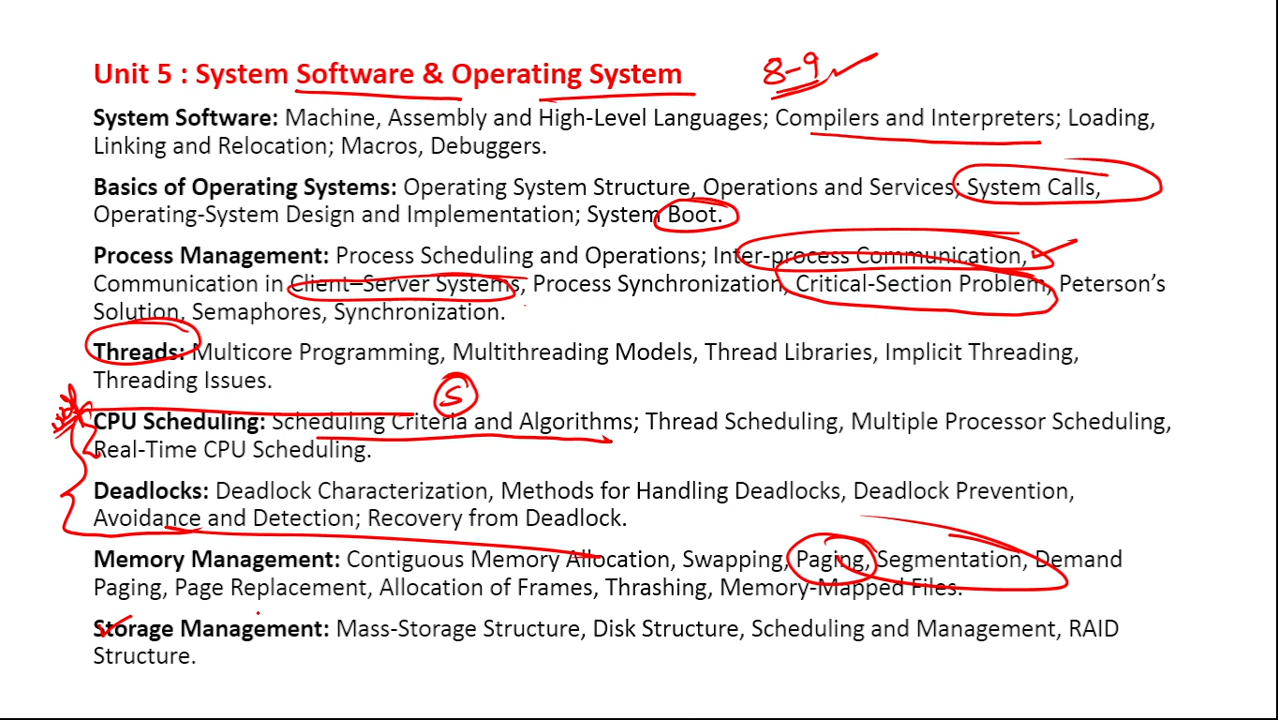 Unit 5 : System Software & Operating System 8-9
System Software: Machine, Assembly and High-Level Languages; Compilers and Interpreters; Loading,
Linking and Relocation; Macros, Debuggers.
Basics of Operating Systems: Operating System Structure, Operations and Services; System Calls,
Operating-System Design and Implementation; System Boot.
Process Management: Process Scheduling and Operations; Inter-process Communication,
Communication in Client–Server Systems, Process Synchronization, Critical-Section Problem, Peterson’s
Solution, Semaphores, Synchronization.
Threads: Multicore Programming, Multithreading Models, Thread Libraries, Implicit Threading,
Threading Issues.
5
CPU Scheduling: Scheduling Criteria and Algorithms; Thread Scheduling, Multiple Processor Scheduling,
Real-Time CPU Scheduling.
Deadlocks: Deadlock Characterization, Methods for Handling Deadlocks, Deadlock Prevention,
Avoidance and Detection; Recovery from Deadlock.
Memory Management: Contiguous Memory Allocation, Swapping, Paging, Segmentation, Demand
Paging, Page Replacement, Allocation of Frames, Thrashing, Memory-Mapped Files.
Storage Management: Mass-Storage Structure, Disk Structure, Scheduling and Management, RAID
Structure.